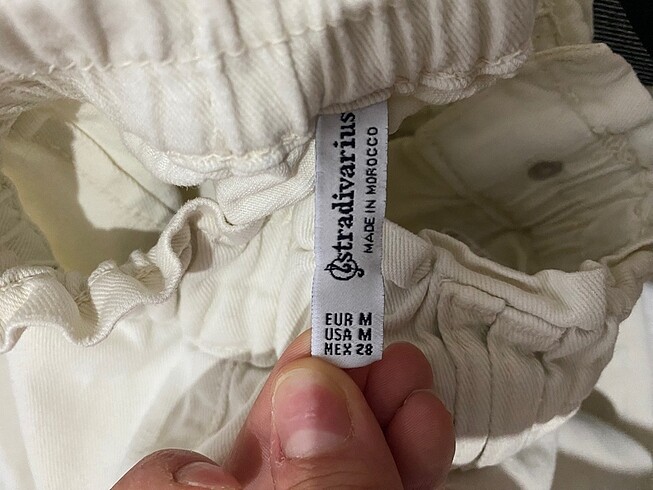 stradivarius
MADE IN MOROCCO
EUR M
USA M
MEX 28